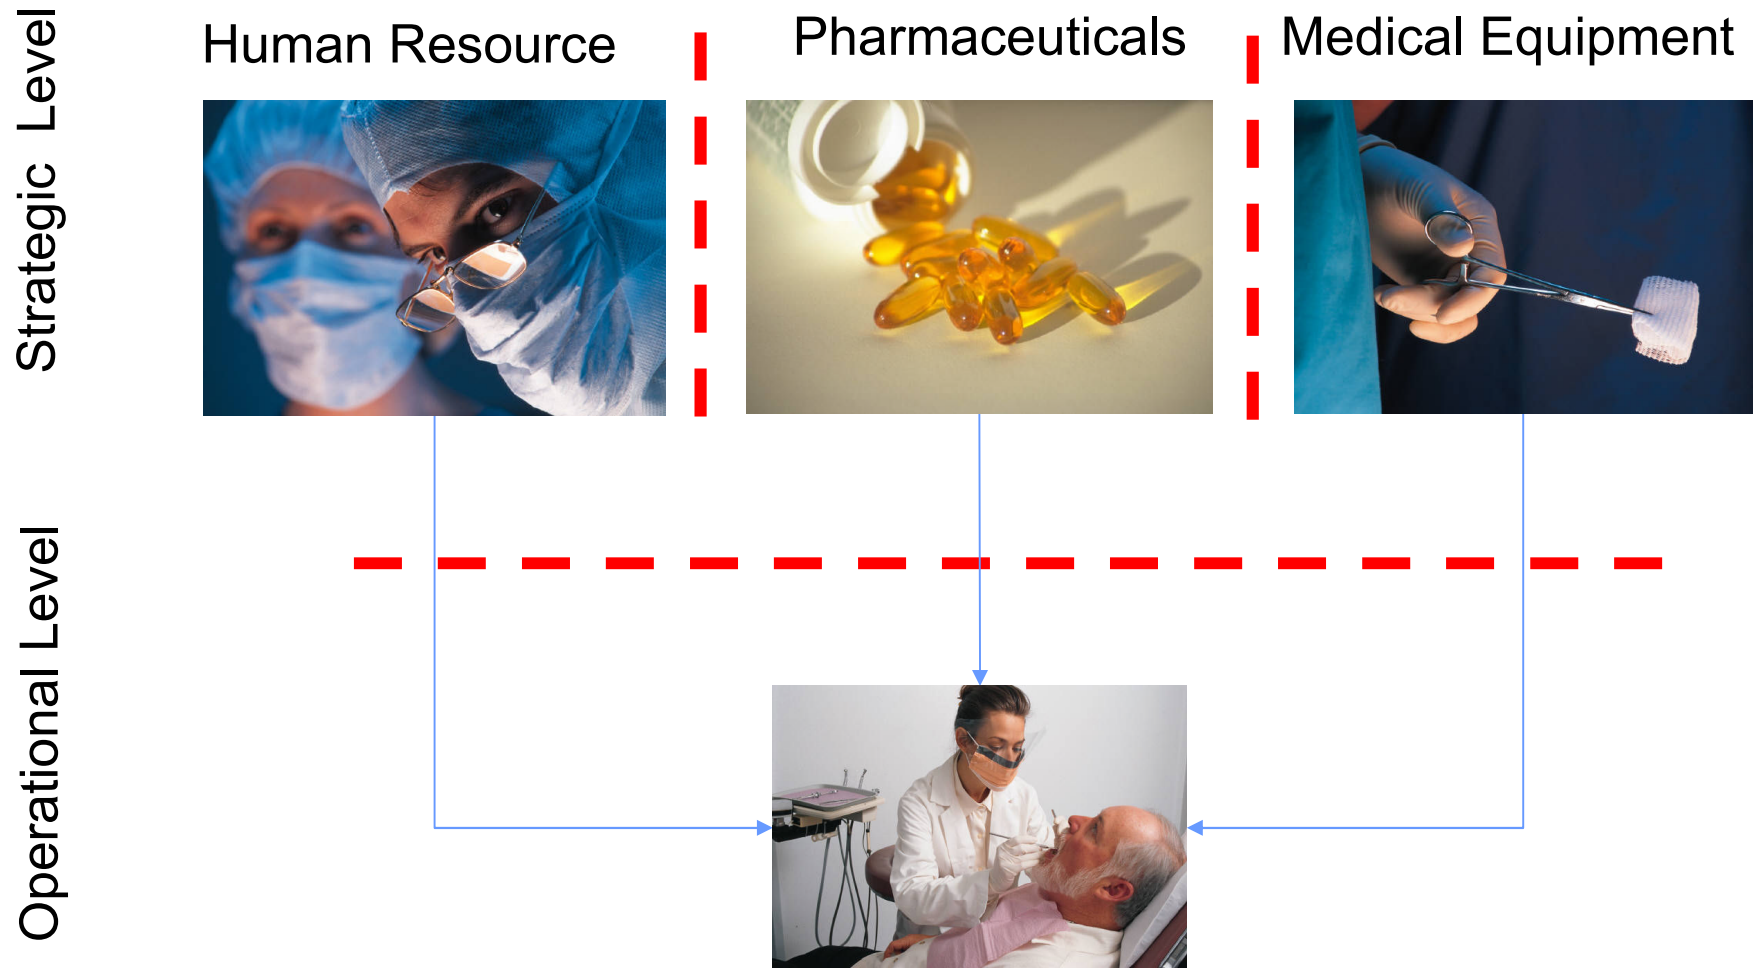 Strategic Level
Human Resource
Pharmaceuticals
Medical Equipment
Operational Level